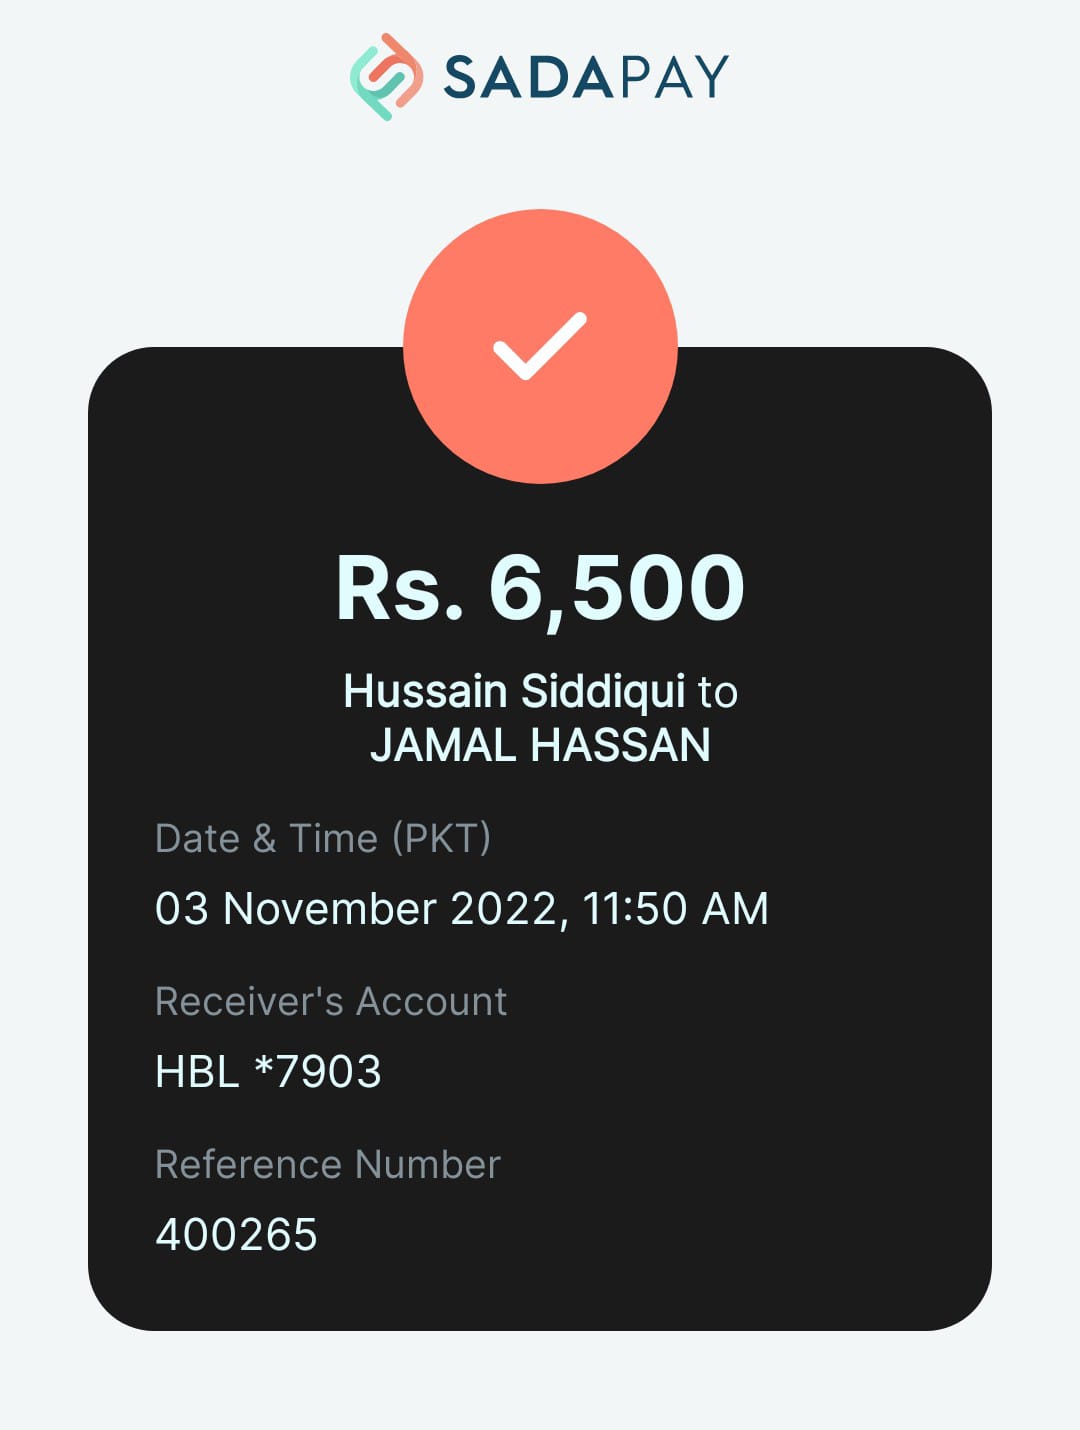 SADAPAY
Rs. 6,500
Hussain Siddiqui to
JAMAL HASSAN
Date & Time (PKT)
03 November 2022, 11:50 AM
Receiver's Account
HBL *7903
Reference Number
400265